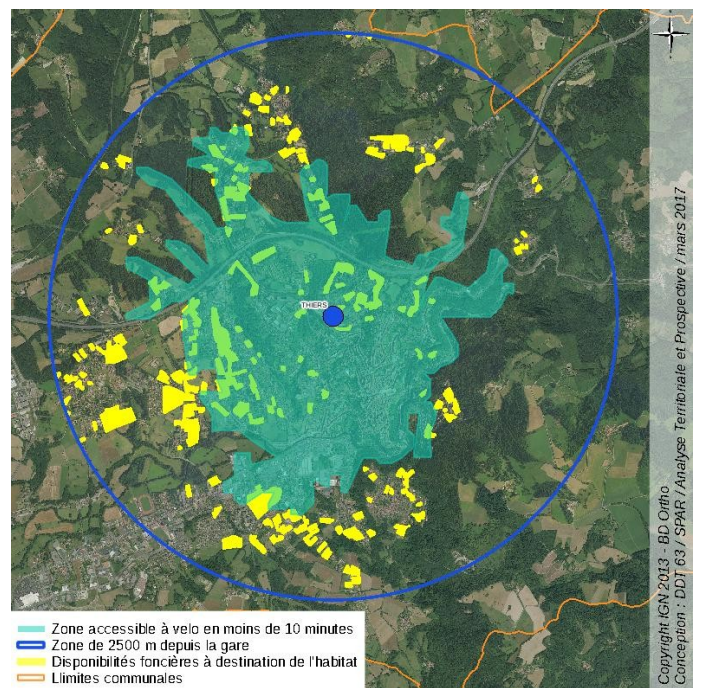 THIERS
Copyright IGN 2013 - BD Ortho
Conception : DDT 63 / SPAR / Analyse Territoriale et Prospective / mars 2017
Zone accessible à velo en moins de 10 minutes
Zone de 2500 m depuis la gare
Disponibilités foncières à destination de l'habitat
Llimites communales